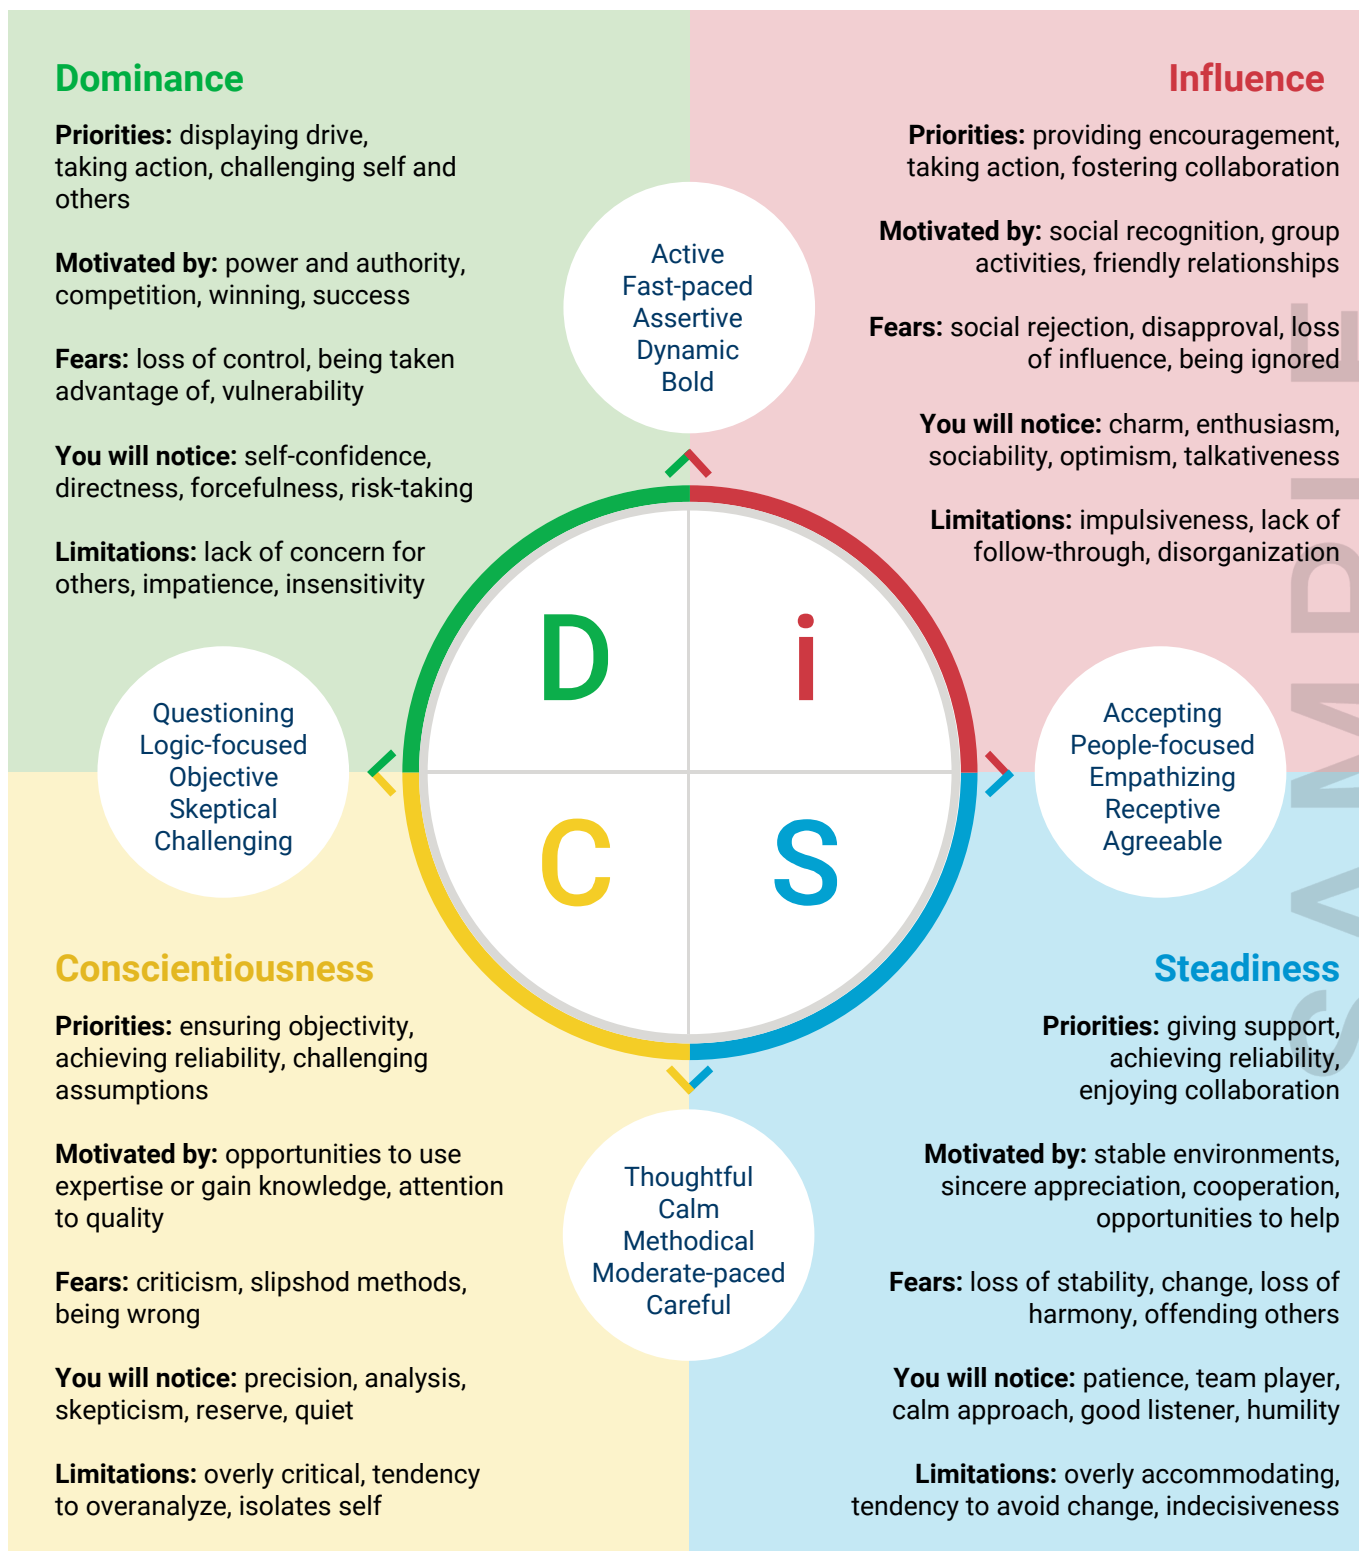 Dominance
Priorities: displaying drive,
taking action, challenging self and
others
Motivated by: power and authority,
competition, winning, success
Fears: loss of control, being taken
advantage of, vulnerability
You will notice: self-confidence,
directness, forcefulness, risk-taking
Limitations: lack of concern for
others, impatience, insensitivity
Influence
Priorities: providing encouragement,
taking action, fostering collaboration
Motivated by: social recognition, group
activities, friendly relationships
Fears: social rejection, disapproval, loss
of influence, being ignored
You will notice: charm, enthusiasm,
sociability, optimism, talkativeness
Limitations: impulsiveness, lack of
follow-through, disorganization
Active
Fast-paced
Assertive
Dynamic
Bold
D
i
Questioning
Logic-focused
Objective
Skeptical
Challenging
Accepting
People-focused
Empathizing
Receptive
Agreeable
C
S
Conscientiousness
Priorities: ensuring objectivity,
achieving reliability, challenging
assumptions
Motivated by: opportunities to use
expertise or gain knowledge, attention
to quality
Fears: criticism, slipshod methods,
being wrong
You will notice: precision, analysis,
skepticism, reserve, quiet
Limitations: overly critical, tendency
to overanalyze, isolates self
Steadiness
Priorities: giving support,
achieving reliability,
enjoying collaboration
Motivated by: stable environments,
sincere appreciation, cooperation,
opportunities to help
Fears: loss of stability, change, loss of
harmony, offending others
You will notice: patience, team player,
calm approach, good listener, humility
Limitations: overly accommodating,
tendency to avoid change, indecisiveness
Thoughtful
Calm
Methodical
Moderate-paced
Careful
SAMPLE